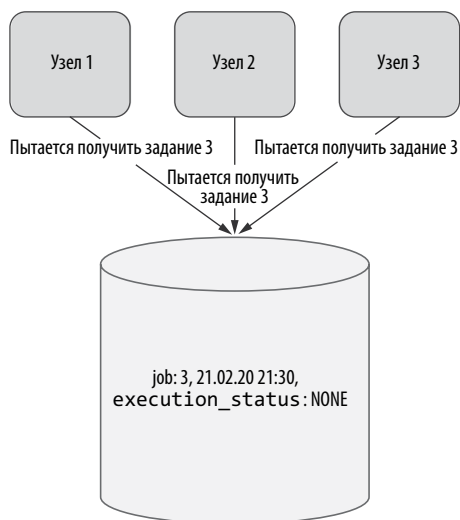 Узел 1
Узел 2
Узел 3
Пытается получить задание 3
Пытается получить
задание 3
Пытается получить задание 3
job: 3, 21.02.20 21:30,
execution_status: NONE